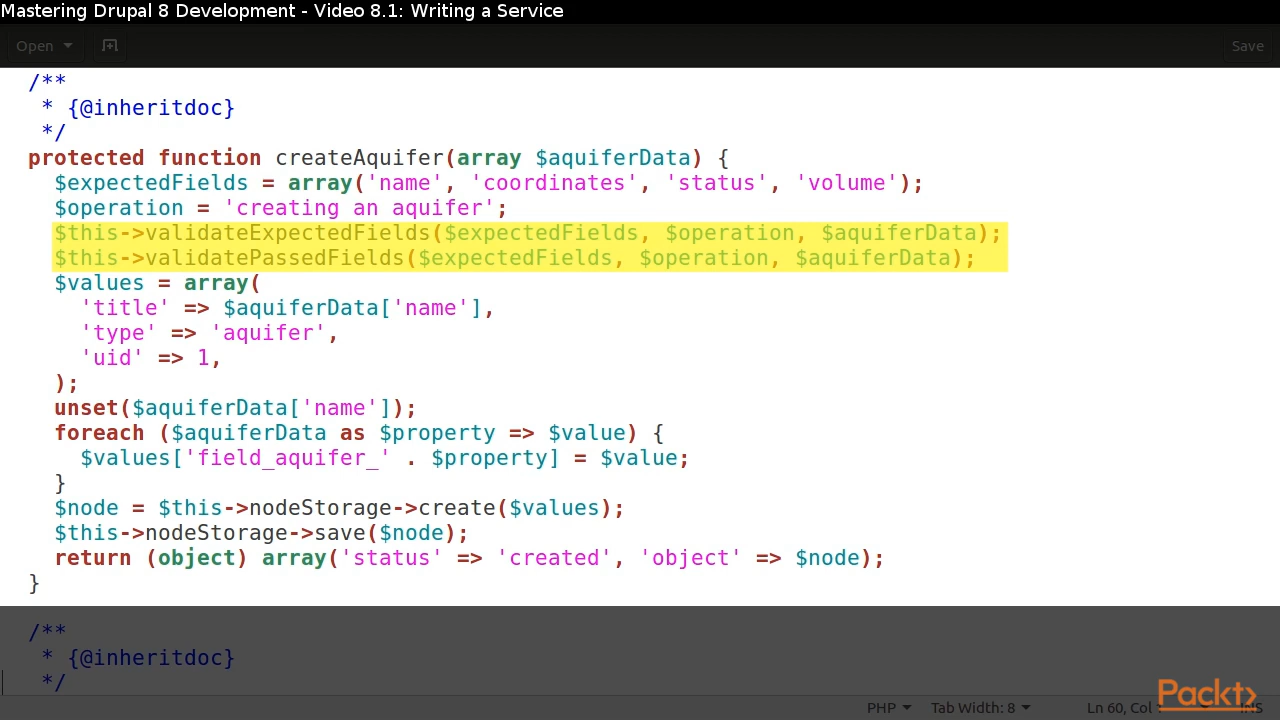 Mastering Drupal 8 Development - Video 8.1: Writing a Service
Open Save
/**
 * {@inheritdoc}
 */
protected function createAquifer(array $aquiferData) {
  $expectedFields = array('name', 'coordinates', 'status', 'volume');
  $operation = 'creating an aquifer';
  $this->validateExpectedFields($expectedFields, $operation, $aquiferData);
  $this->validatePassedFields($expectedFields, $operation, $aquiferData);
  $values = array(
    'title' => $aquiferData['name'],
    'type' => 'aquifer',
    'uid' => 1,
  );
  unset($aquiferData['name']);
  foreach ($aquiferData as $property => $value) {
    $values['field_aquifer_' . $property] = $value;
  }
  $node = $this->nodeStorage->create($values);
  $this->nodeStorage->save($node);
  return (object) array('status' => 'created', 'object' => $node);
}
/**
 * {@inheritdoc}
 */
PHP Tab Width: 8 Ln 60, Col INS
Packt>